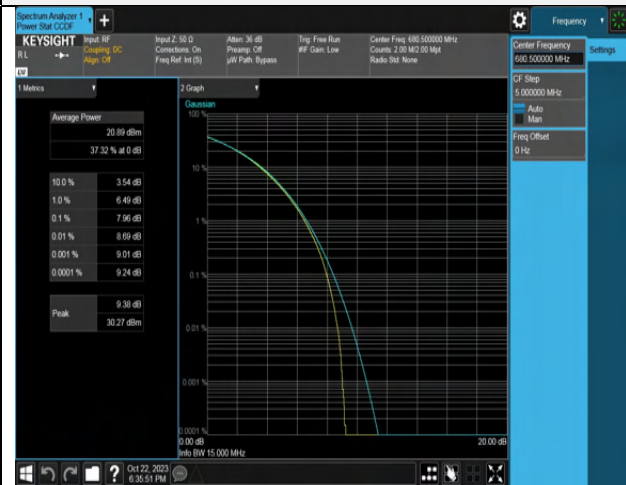 Spectrum Analyzer 1
Power Stat CCDF
+
Frequency
KEYSIGHT
Input: RF
Input Z: 50 Ω
Atten: 36 dB
Trig: Free Run
Center Freq: 680.500000 MHz
RL
Coupling: DC
Corrections: On
Preamp: Off
#IF Gain: Low
Counts: 2.00 M/2.00 Mpt
Align: Off
Freq Ref: Int (S)
µW Path: Bypass
Radio Std: None
Center Frequency
680.500000 MHz
Settings
CF Step
5.000000 MHz
Auto
Man
Freq Offset
0 Hz
1 Metrics
2 Graph
Average Power
20.89 dBm
37.32 % at 0 dB
10.0 % 3.54 dB
1.0 % 6.49 dB
0.1 % 7.96 dB
0.01 % 8.69 dB
0.001 % 9.01 dB
0.0001 % 9.24 dB
Peak
9.38 dB
30.27 dBm
Gaussian
100 %
10 %
1 %
0.1 %
0.01 %
0.001 %
0.0001 %
0.00 dB
20.00 dB
Info BW 15.000 MHz
?
Oct 22, 2023
6:35:51 PM